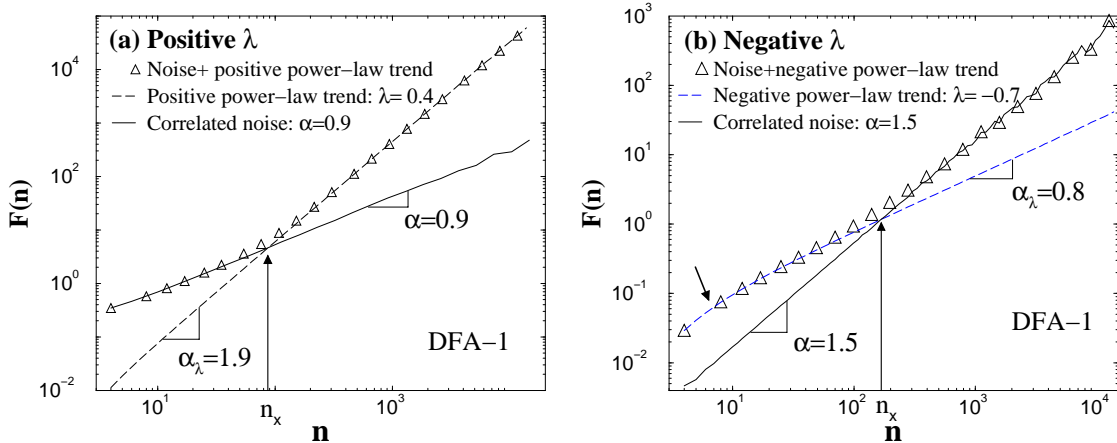 (a) Positive λ
Noise+ positive power−law trend
Positive power−law trend: λ= 0.4
Correlated noise: α=0.9
10^4
10^2
10^0
10^−2
F(n)
α=0.9
α_λ=1.9
DFA−1
10^1
n_x
10^3
n
(b) Negative λ
Noise+negative power−law trend
Negative power−law trend: λ= −0.7
Correlated noise: α=1.5
10^3
10^2
10^1
10^0
10^−1
10^−2
F(n)
α_λ=0.8
α=1.5
DFA−1
10^1
10^2
n_x
10^3
10^4
n